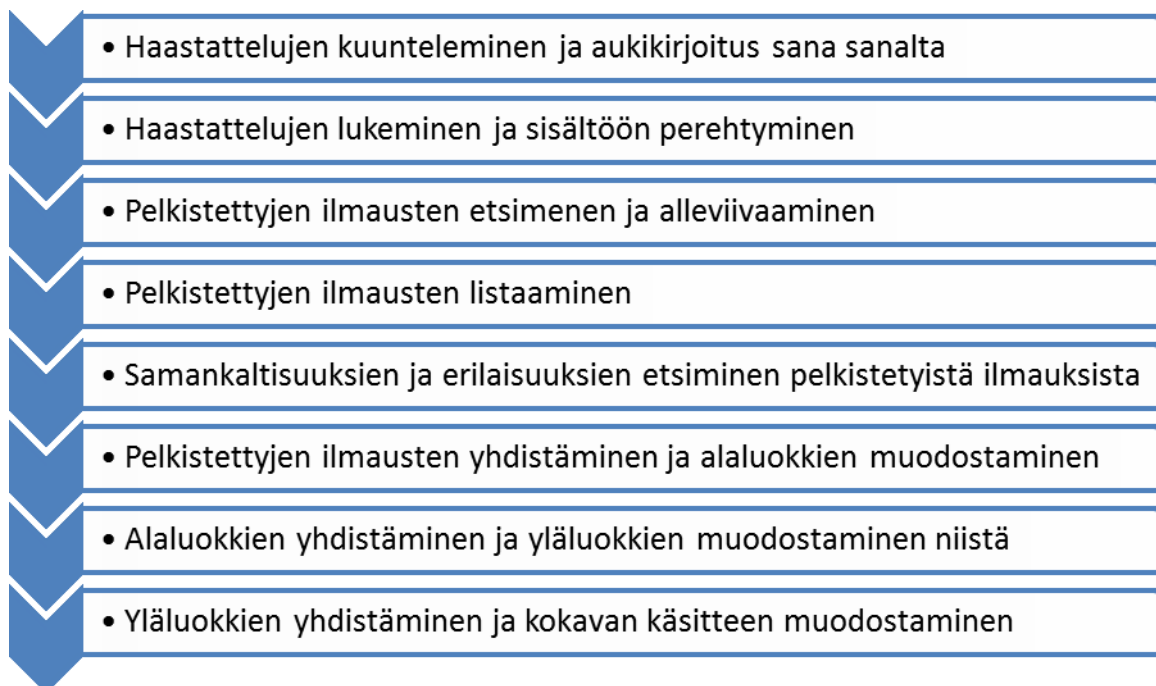 • Haastattelujen kuunteleminen ja aukikirjoitus sana sanalta
• Haastattelujen lukeminen ja sisältöön perehtyminen
• Pelkistettyjen ilmausten etsimenen ja alleviivaaminen
• Pelkistettyjen ilmausten listaaminen
• Samankaltisuuksien ja erilaisuuksien etsiminen pelkistetyistä ilmauksista
• Pelkistettyjen ilmausten yhdistäminen ja alaluokkien muodostaminen
• Alaluokkien yhdistäminen ja yläluokkien muodostaminen niistä
• Yläluokkien yhdistäminen ja kokavan käsitteen muodostaminen